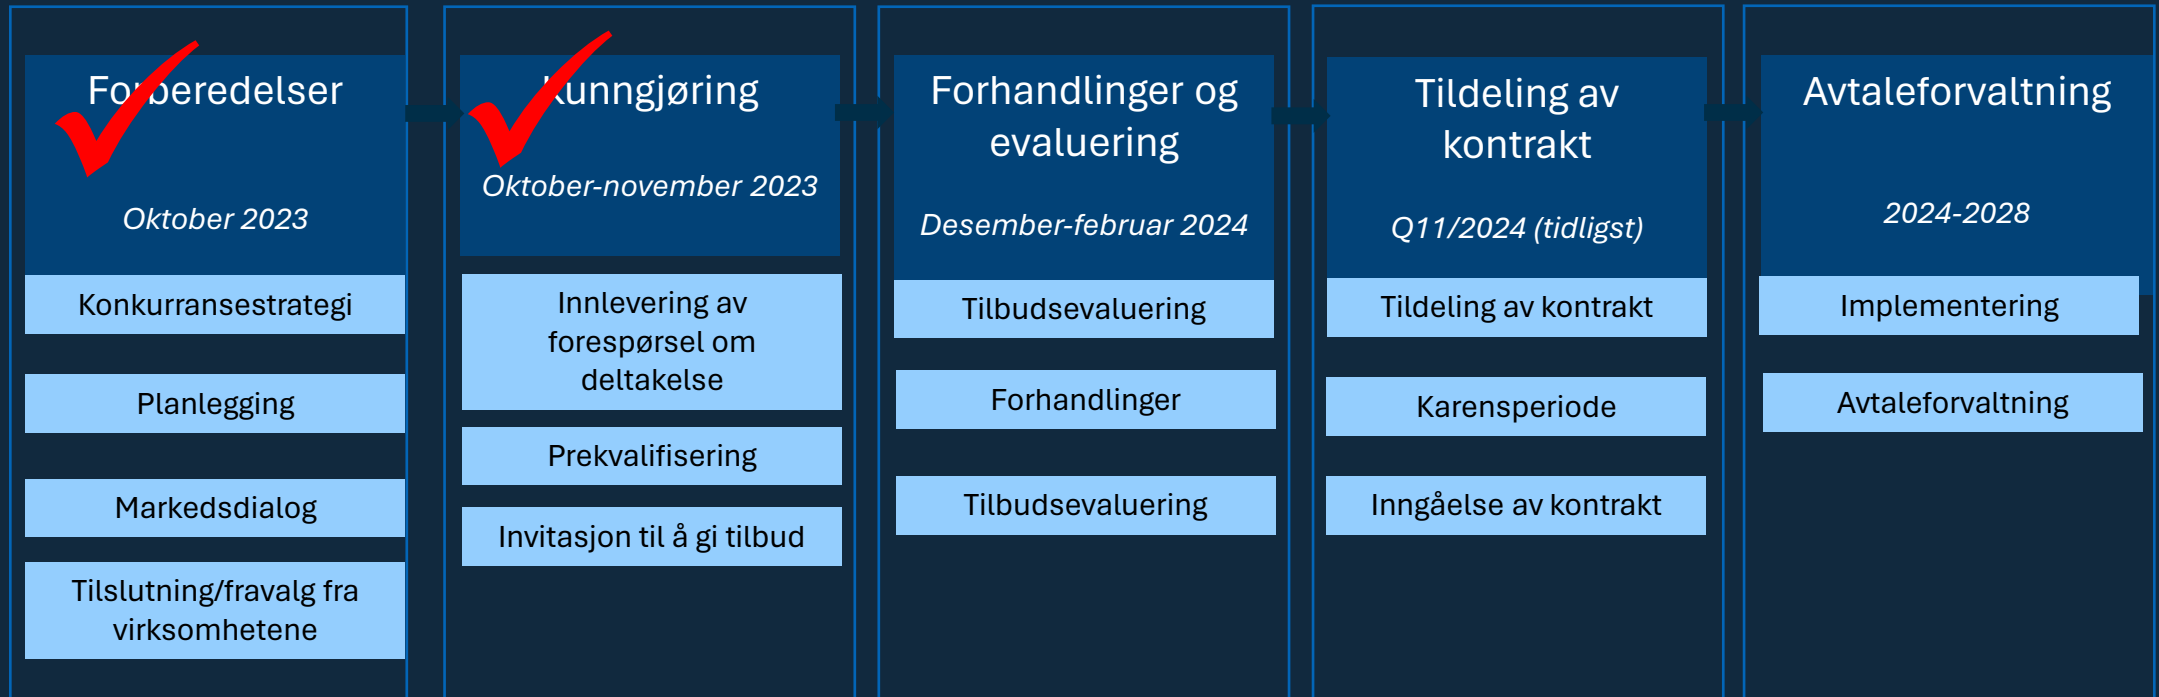 Forberedelser
Oktober 2023
Konkurransestrategi
Planlegging
Markedsdialog
Tilslutning/fravalg fra
virksomhetene
Kunngjøring
Oktober-november 2023
Innlevering av
forespørsel om
deltakelse
Prekvalifisering
Invitasjon til å gi tilbud
Forhandlinger og
evaluering
Desember-februar 2024
Tilbudsevaluering
Forhandlinger
Tilbudsevaluering
Tildeling av
kontrakt
Q11/2024 (tidligst)
Tildeling av kontrakt
Karensperiode
Inngåelse av kontrakt
Avtaleforvaltning
2024-2028
Implementering
Avtaleforvaltning